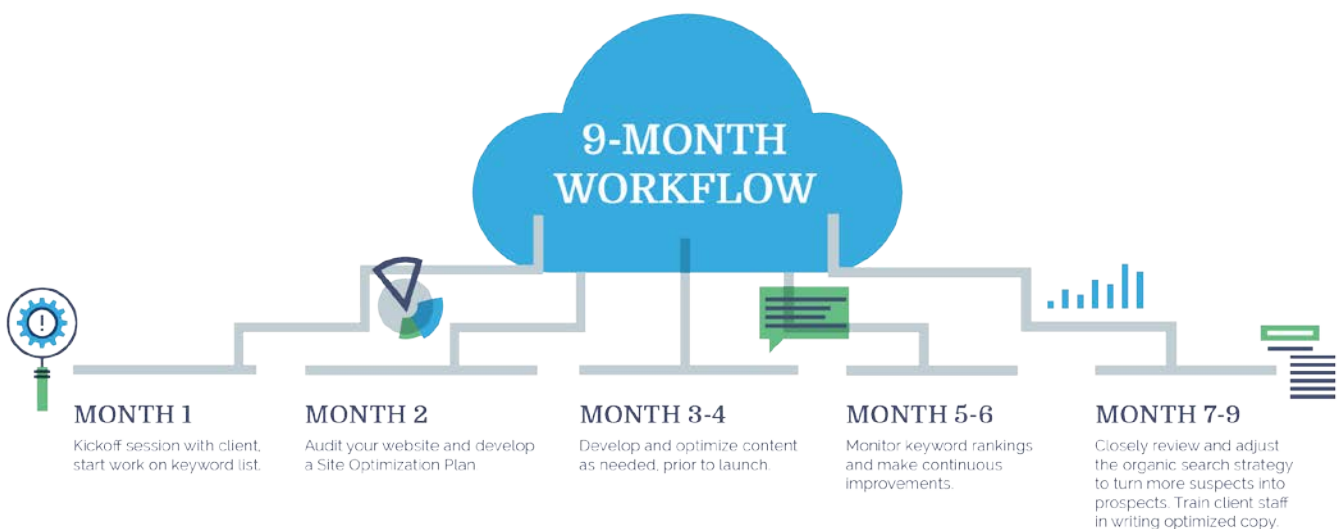 9-MONTH
WORKFLOW
MONTH 1
Kickoff session with client,
start work on keyword list.
MONTH 2
Audit your website and develop
a Site Optimization Plan
MONTH 3-4
Develop and optimize content
as needed, prior to launch.
MONTH 5-6
Monitor keyword rankings
and make continuous
improvements.
MONTH 7-9
Closely review and adjust
the organic search strategy
to turn more suspects into
prospects. Train client staff
in writing optimized copy.